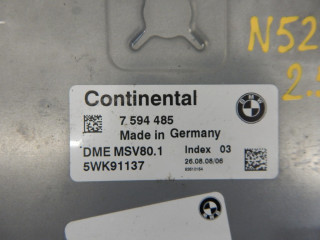 N52
2.5
Continental
7 594 485
Made in Germany
DME MSV80.1 Index 03
5WK91137 26.08.08/06